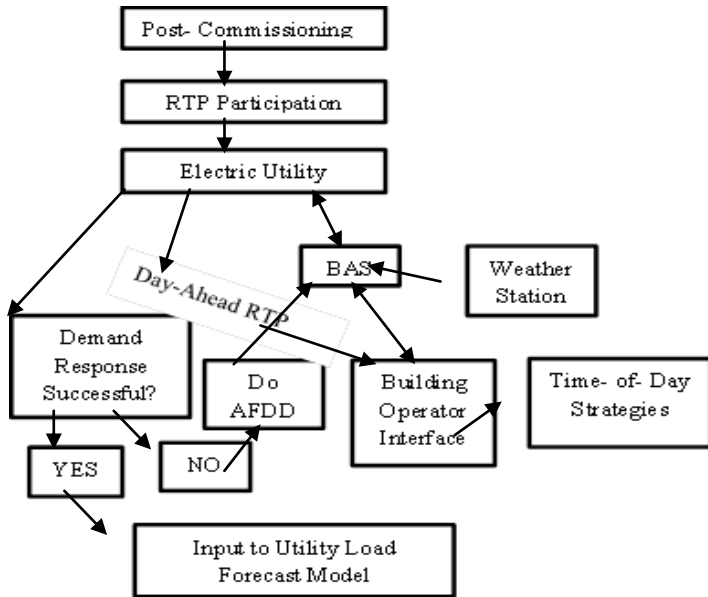 Post- Commissioning
RTP Participation
Electric Utility
BAS
Weather
Station
Day-Ahead RTP
Demand
Response
Successful?
Do
AFDD
Building
Operator
Interface
Time- of- Day
Strategies
YES
NO
Input to Utility Load
Forecast Model